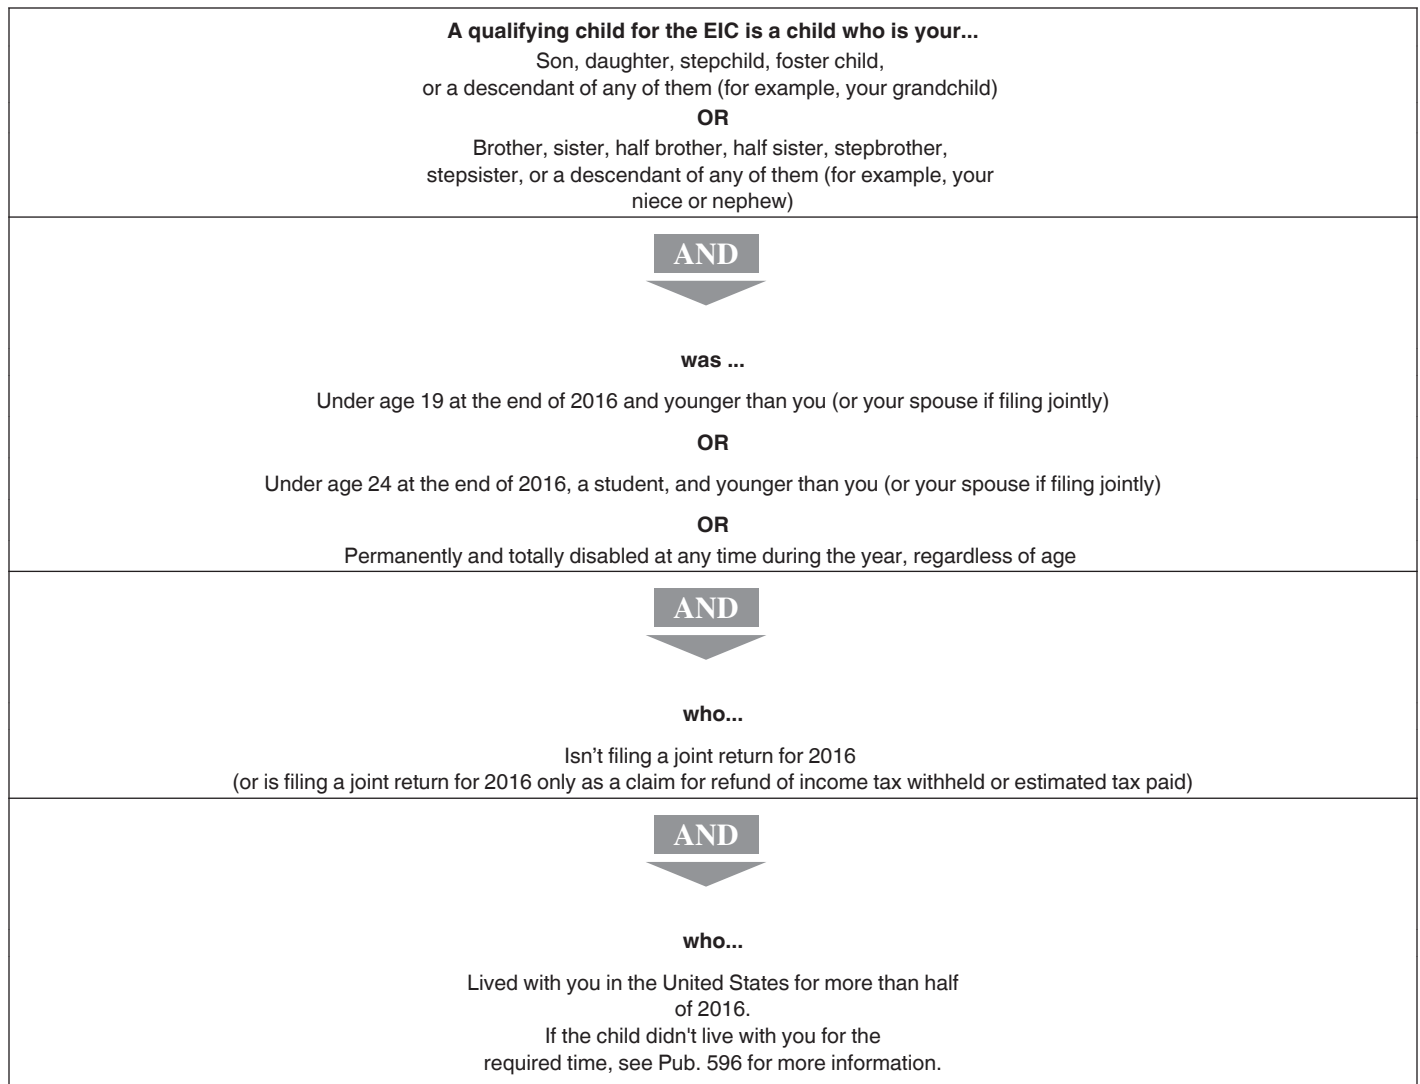 A qualifying child for the EIC is a child who is your...
Son, daughter, stepchild, foster child,
or a descendant of any of them (for example, your grandchild)
OR
Brother, sister, half brother, half sister, stepbrother,
stepsister, or a descendant of any of them (for example, your
niece or nephew)
AND
was ...
Under age 19 at the end of 2016 and younger than you (or your spouse if filing jointly)
OR
Under age 24 at the end of 2016, a student, and younger than you (or your spouse if filing jointly)
OR
Permanently and totally disabled at any time during the year, regardless of age
AND
who...
Isn’t filing a joint return for 2016
(or is filing a joint return for 2016 only as a claim for refund of income tax withheld or estimated tax paid)
AND
who...
Lived with you in the United States for more than half
of 2016.
If the child didn't live with you for the
required time, see Pub. 596 for more information.